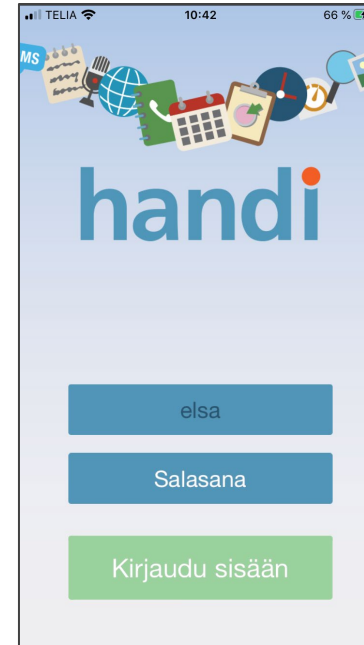 TELIA 10:42 66 %
MS
handi
elsa
Salasana
Kirjaudu sisään